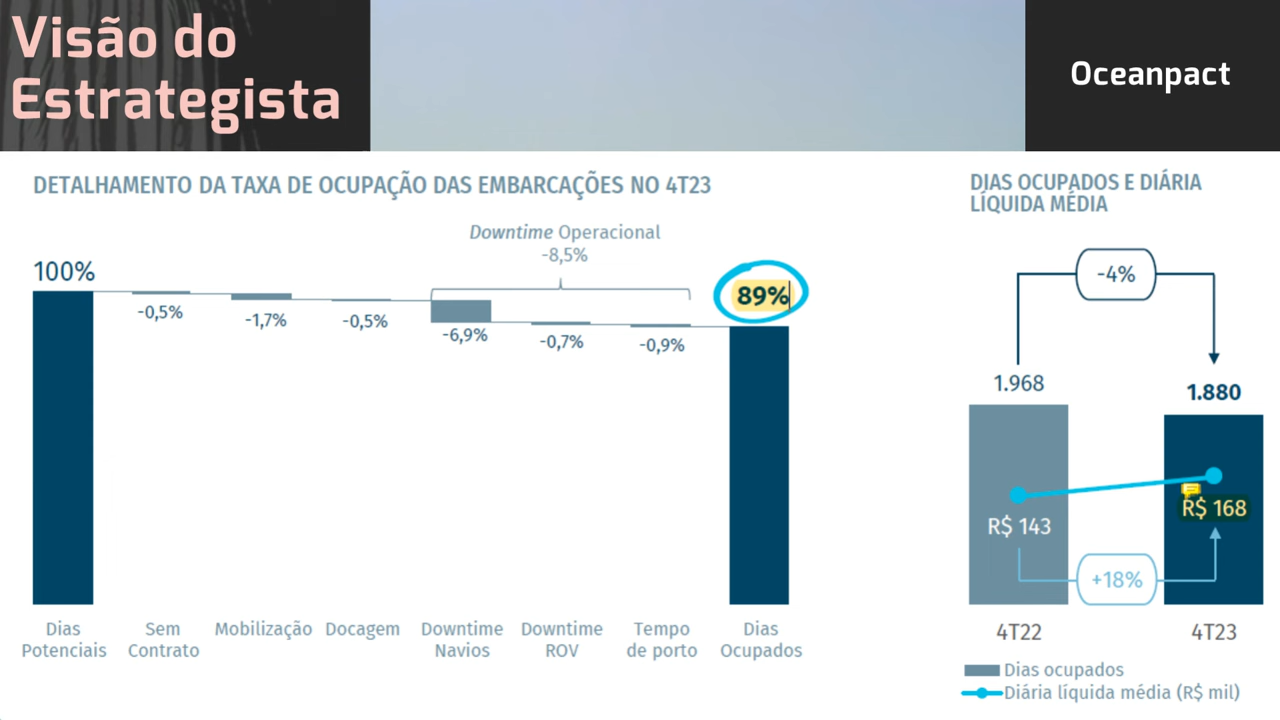 Visão do
Estrategista
Oceanpact
DETALHAMENTO DA TAXA DE OCUPAÇÃO DAS EMBARCAÇÕES NO 4T23
Downtime Operacional
-8,5%
100%
-0,5%
-1,7%
-0,5%
-6,9%
-0,7%
-0,9%
89%
Dias
Potenciais
Sem
Contrato
Mobilização
Docagem
Downtime
Navios
Downtime
ROV
Tempo
de porto
Dias
Ocupados
DIAS OCUPADOS E DIÁRIA
LÍQUIDA MÉDIA
-4%
1.968
1.880
R$ 143
R$ 168
+18%
4T22
4T23
Dias ocupados
Diária líquida média (R$ mil)